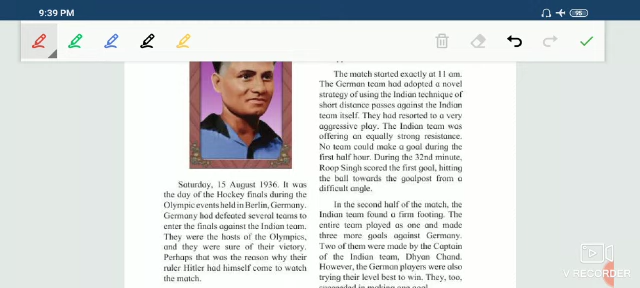 9:39 PM
95
The match started exactly at 11 am.
The German team had adopted a novel
strategy of using the Indian technique of
short distance passes against the Indian
team itself. They had resorted to a very
aggressive play. The Indian team was
offering an equally strong resistance.
No team could make a goal during the
first half hour. During the 32nd minute,
Roop Singh scored the first goal, hitting
the ball towards the goalpost from a
difficult angle.
Saturday, 15 August 1936. It was
the day of the Hockey finals during the
Olympic events held in Berlin, Germany.
Germany had defeated several teams to
enter the finals against the Indian team.
They were the hosts of the Olympics,
and they were sure of their victory.
Perhaps that was the reason why their
ruler Hitler had himself come to watch
the match.
In the second half of the match, the
Indian team found a firm footing. The
entire team played as one and made
three more goals against Germany.
Two of them were made by the Captain
of the Indian team, Dhyan Chand.
However, the German players were also
trying their level best to win. They, too,
succeeded in making one goal
V RECORDER